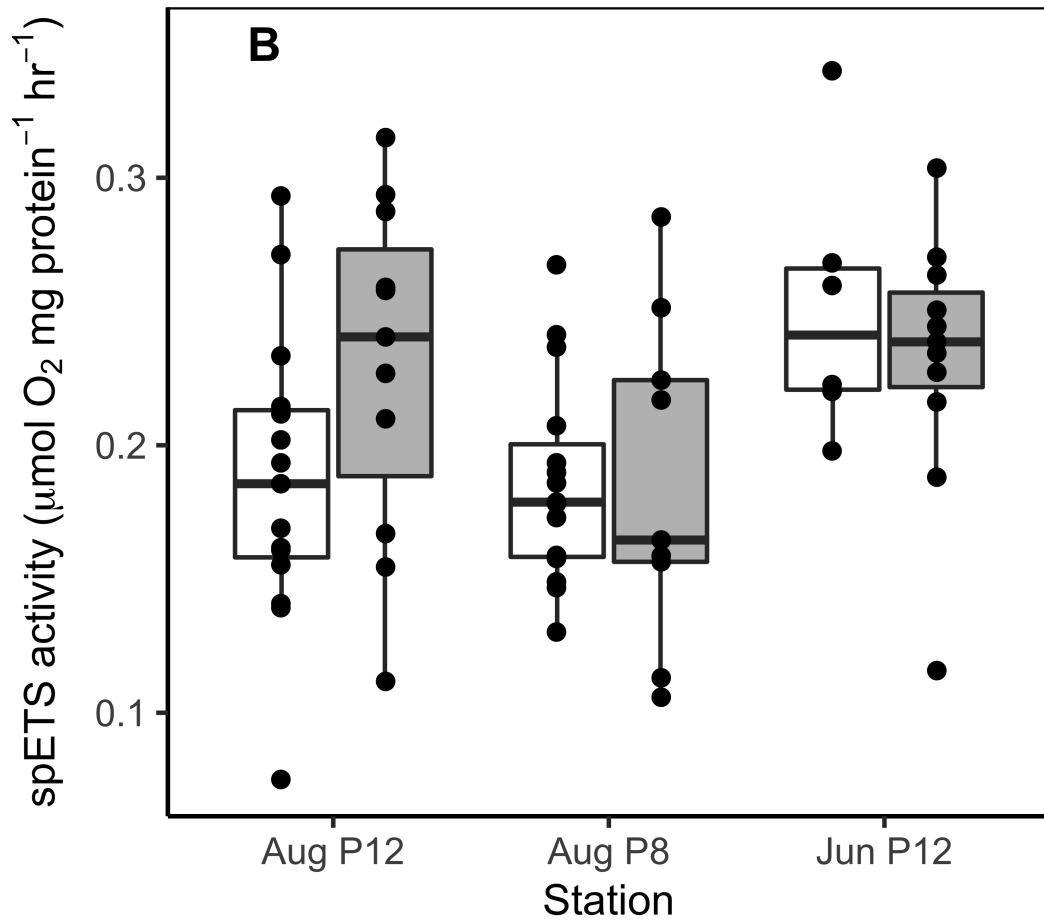 B
spETS activity (μmol O₂ mg protein⁻¹ hr⁻¹)
0.3
0.2
0.1
Aug P12 Aug P8 Jun P12
Station